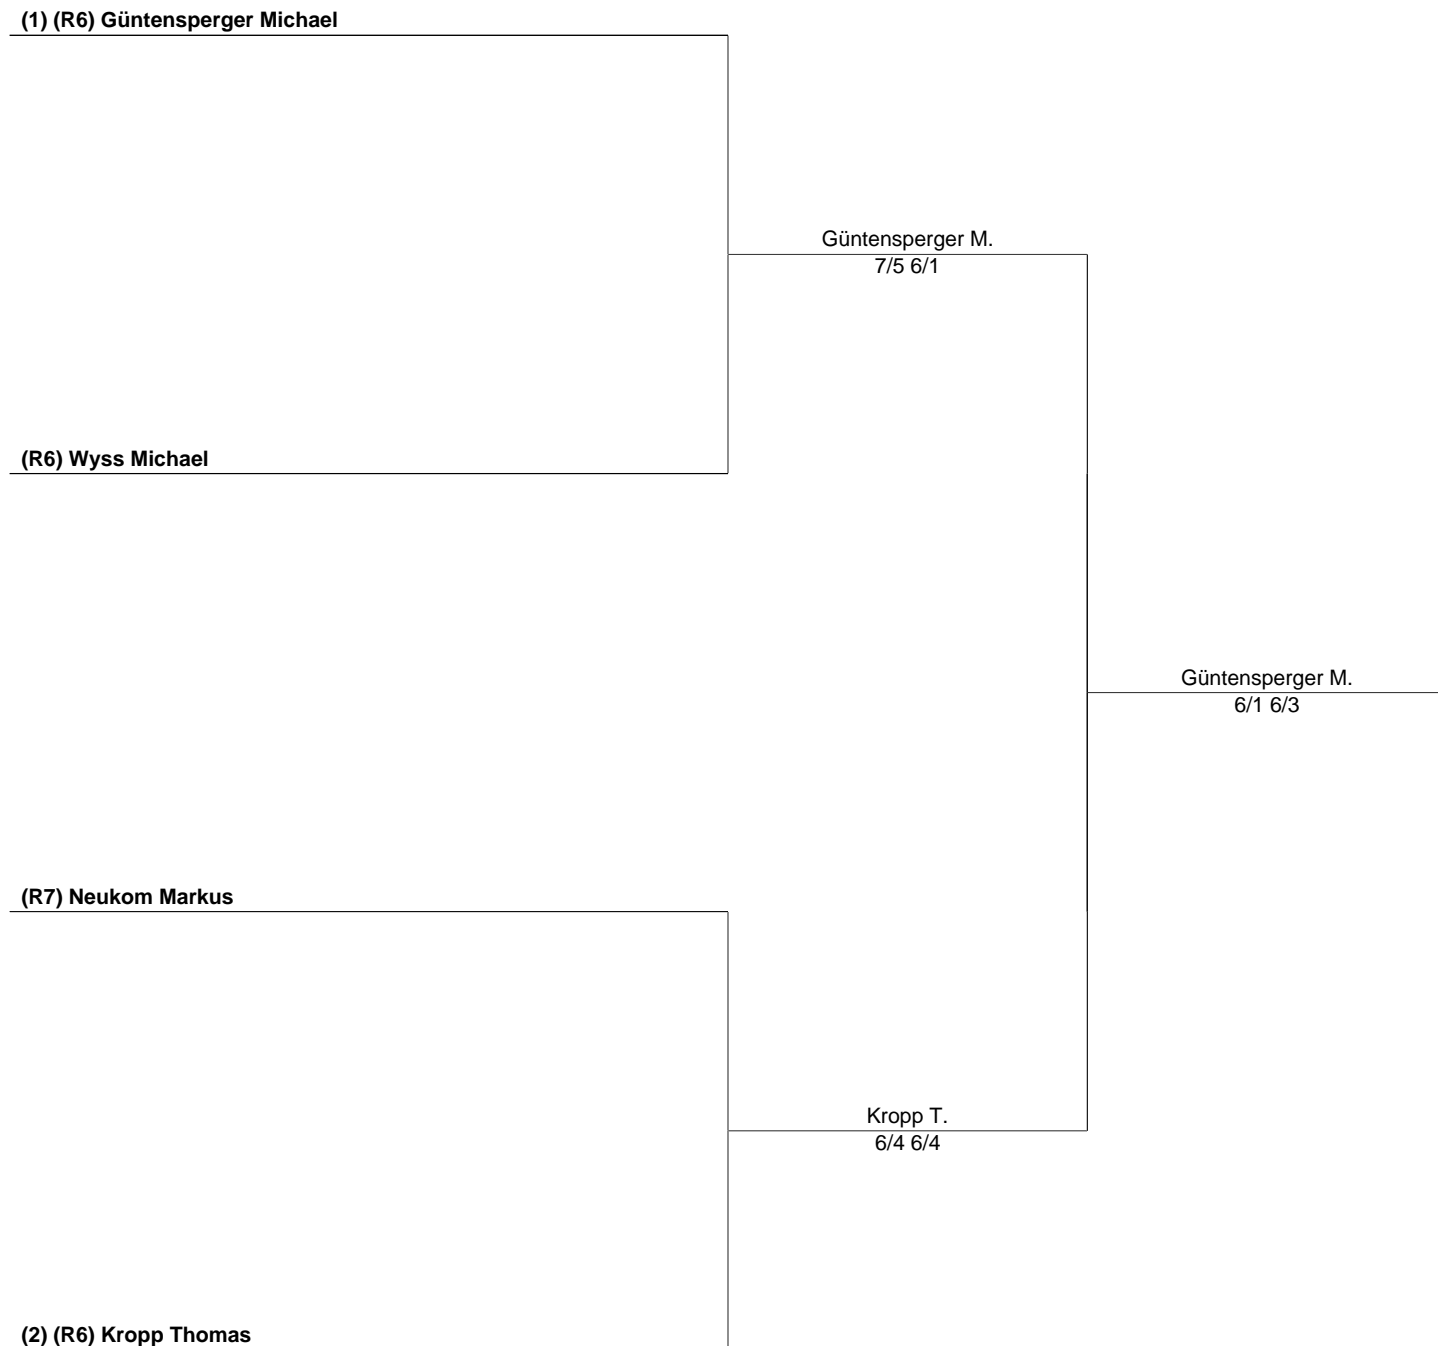 (1) (R6) Güntensperger Michael
Güntensperger M.
7/5 6/1
(R6) Wyss Michael
Güntensperger M.
6/1 6/3
(R7) Neukom Markus
Kropp T.
6/4 6/4
(2) (R6) Kropp Thomas